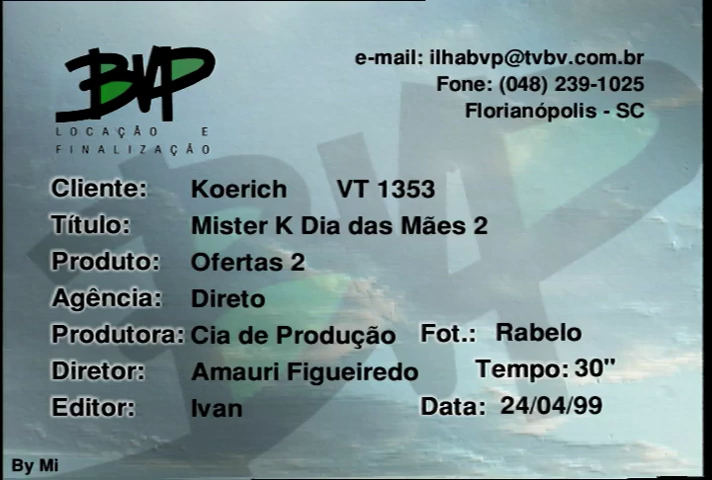 BVP
LOCAÇÃO E
FINALIZAÇÃO
e-mail: ilhabvp@tvbv.com.br
Fone: (048) 239-1025
Florianópolis - SC
Cliente: Koerich VT 1353
Título: Mister K Dia das Mães 2
Produto: Ofertas 2
Agência: Direto
Produtora: Cia de Produção Fot.: Rabelo
Diretor: Amauri Figueiredo Tempo: 30"
Editor: Ivan Data: 24/04/99
By Mi